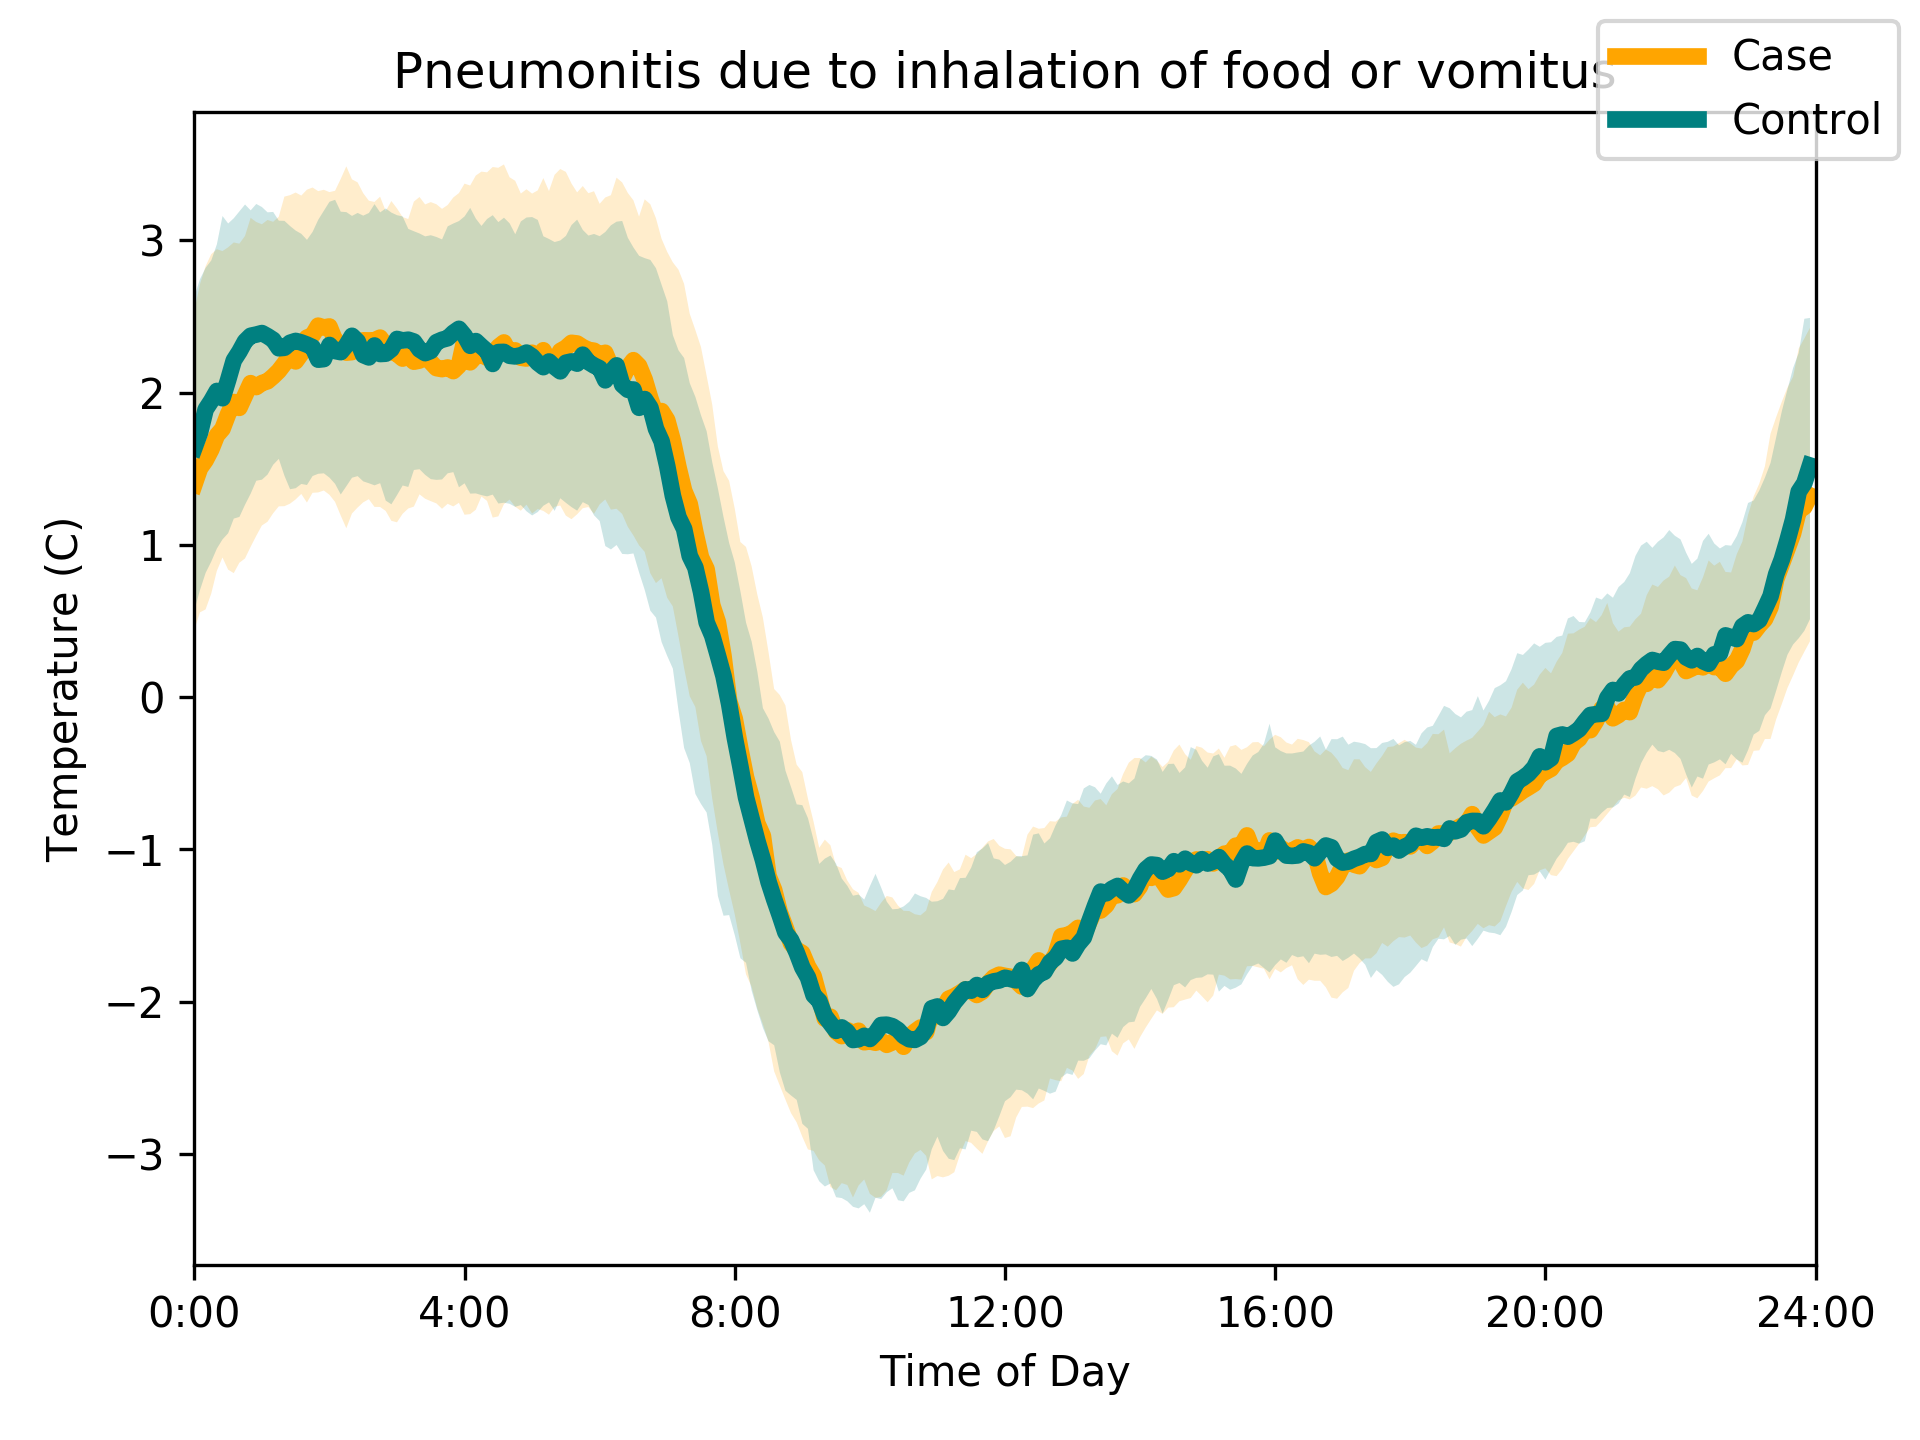 Pneumonitis due to inhalation of food or vomitus
Case
Control
3
2
1
0
−1
−2
−3
Temperature (C)
0:00 4:00 8:00 12:00 16:00 20:00 24:00
Time of Day